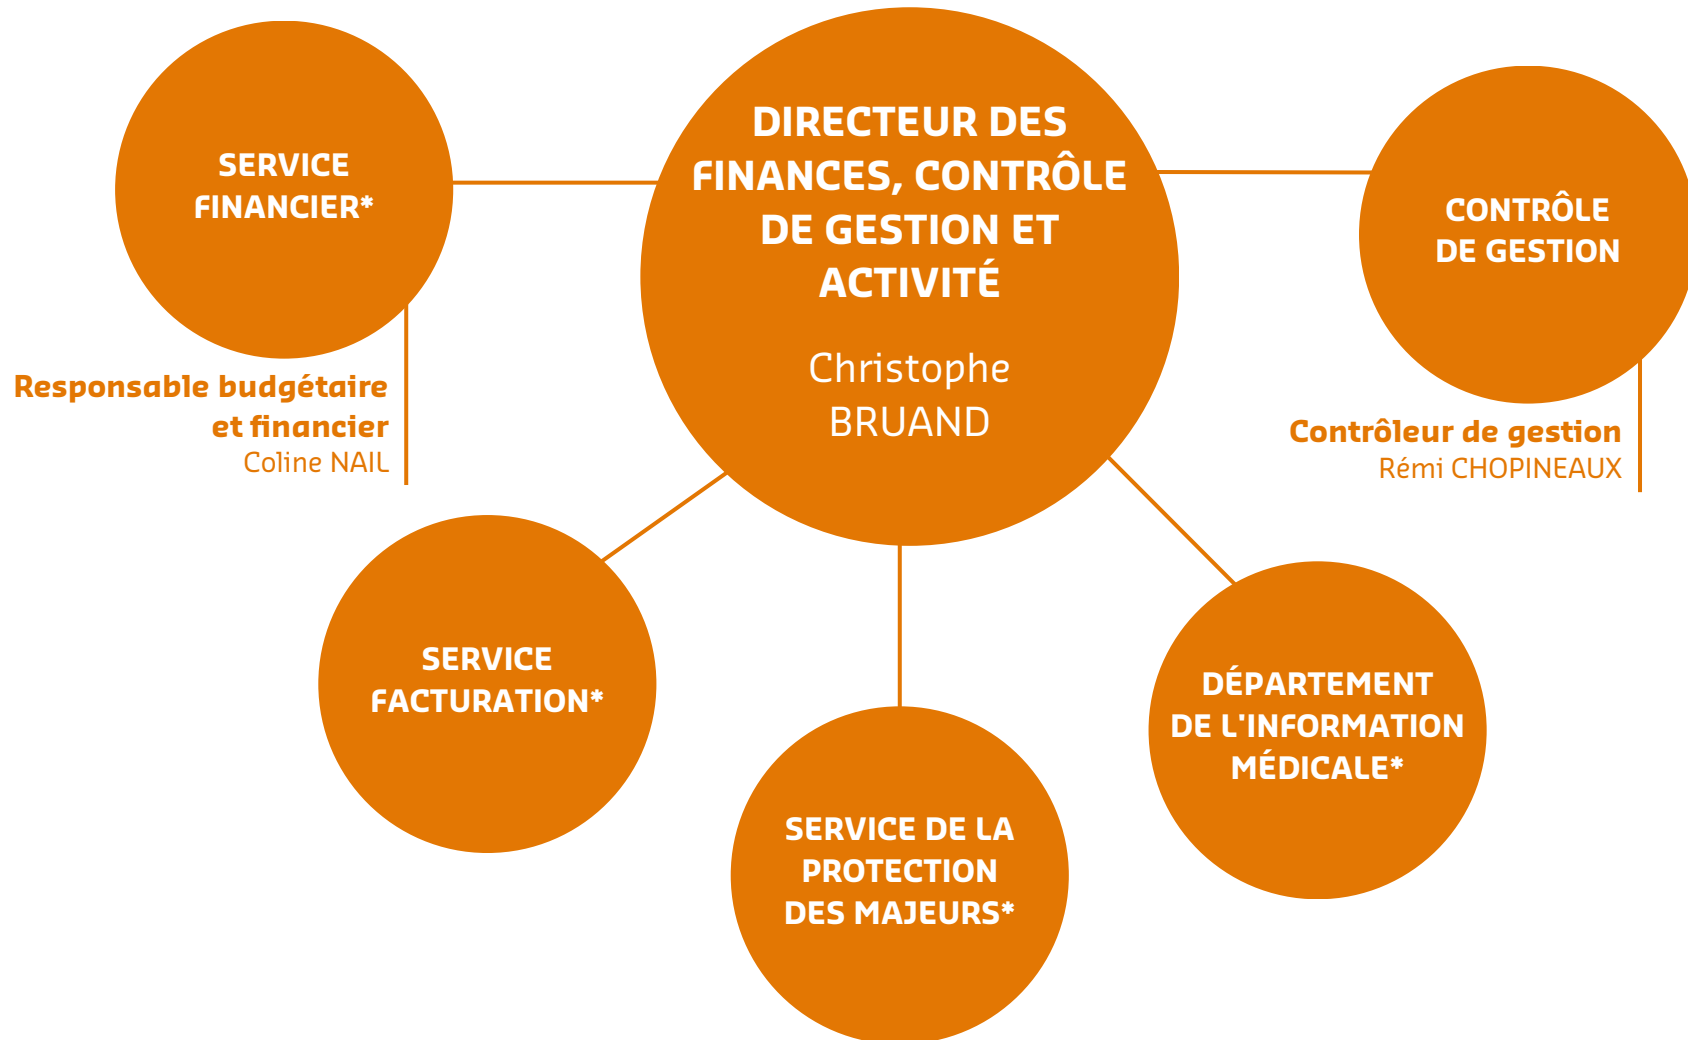 DIRECTEUR DES
FINANCES, CONTRÔLE
DE GESTION ET
ACTIVITÉ
Christophe
BRUAND
SERVICE
FINANCIER*
Responsable budgétaire
et financier
Coline NAIL
CONTRÔLE
DE GESTION
Contrôleur de gestion
Rémi CHOPINEAUX
SERVICE
FACTURATION*
SERVICE DE LA
PROTECTION
DES MAJEURS*
DÉPARTEMENT
DE L'INFORMATION
MÉDICALE*